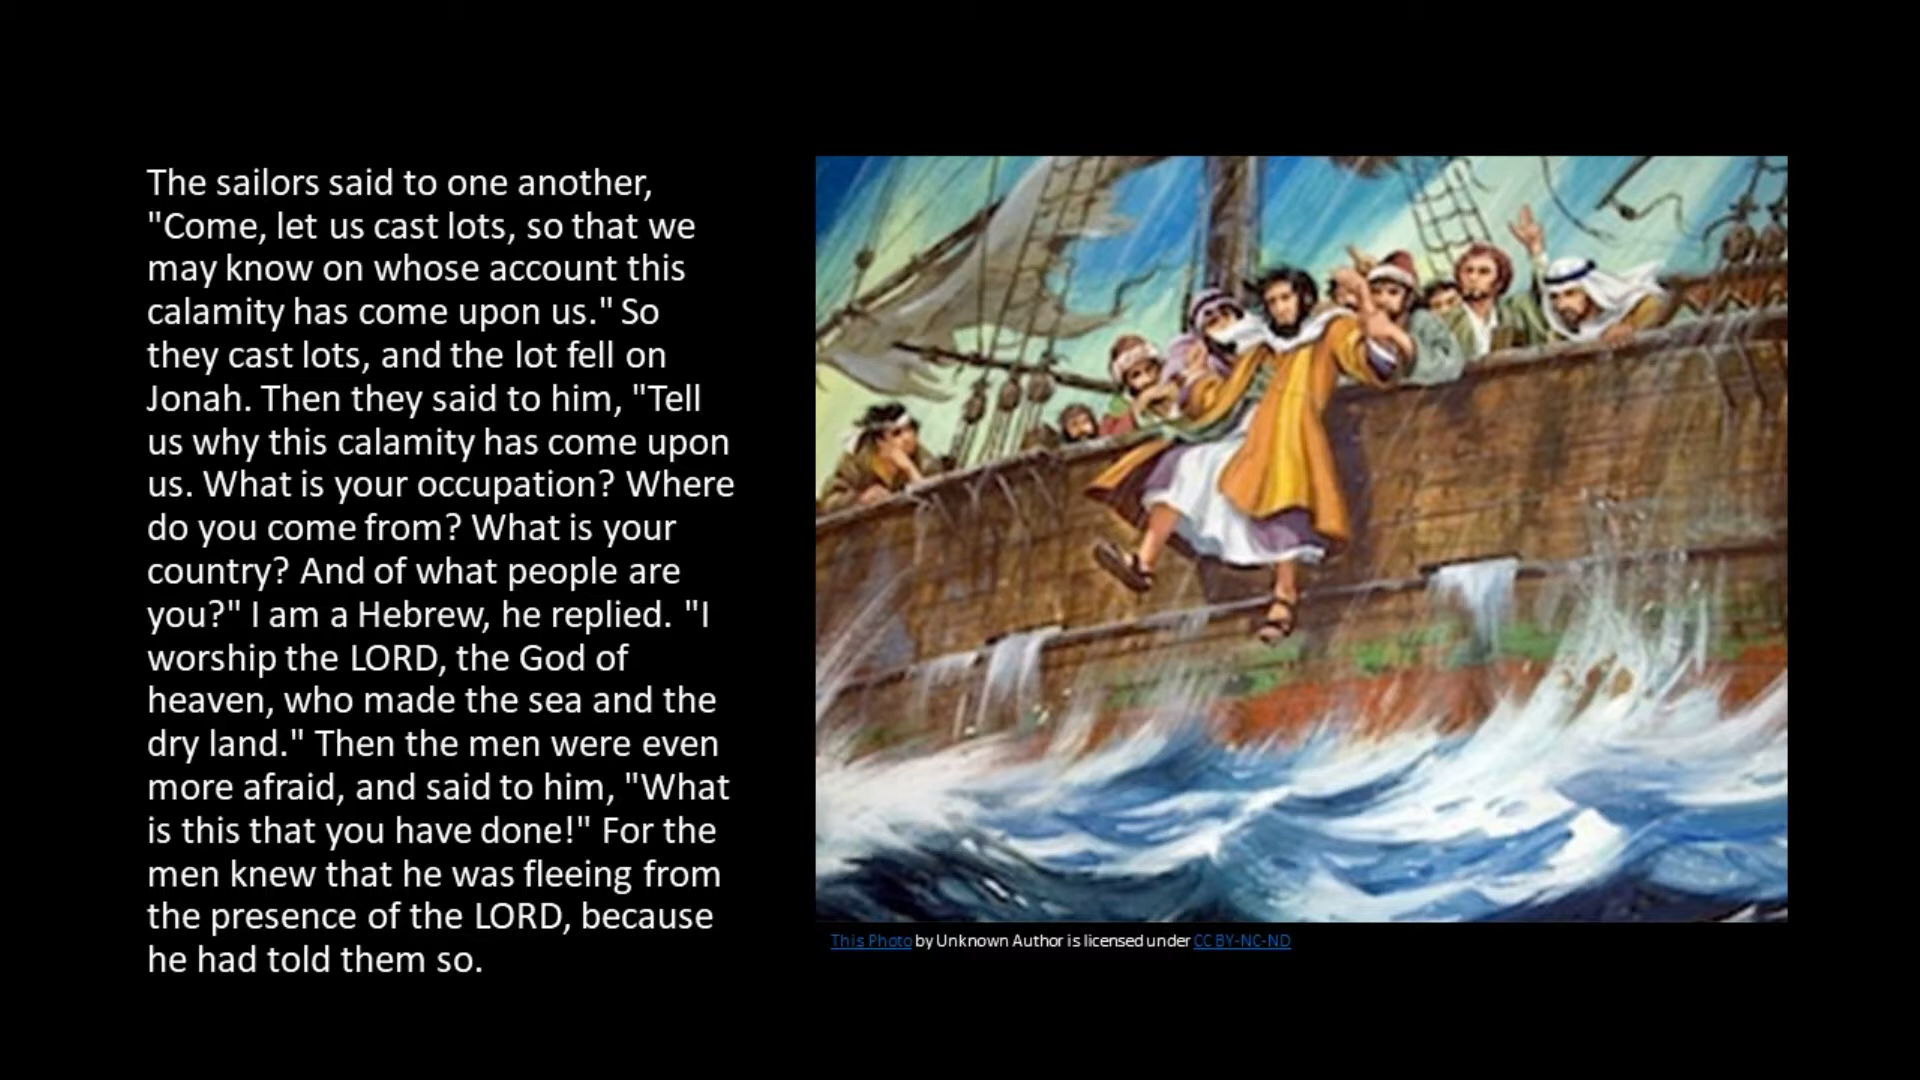 The sailors said to one another,
"Come, let us cast lots, so that we
may know on whose account this
calamity has come upon us." So
they cast lots, and the lot fell on
Jonah. Then they said to him, "Tell
us why this calamity has come upon
us. What is your occupation? Where
do you come from? What is your
country? And of what people are
you?" I am a Hebrew, he replied. "I
worship the LORD, the God of
heaven, who made the sea and the
dry land." Then the men were even
more afraid, and said to him, "What
is this that you have done!" For the
men knew that he was fleeing from
the presence of the LORD, because
he had told them so.
This Photo by Unknown Author is licensed under CC BY-NC-ND